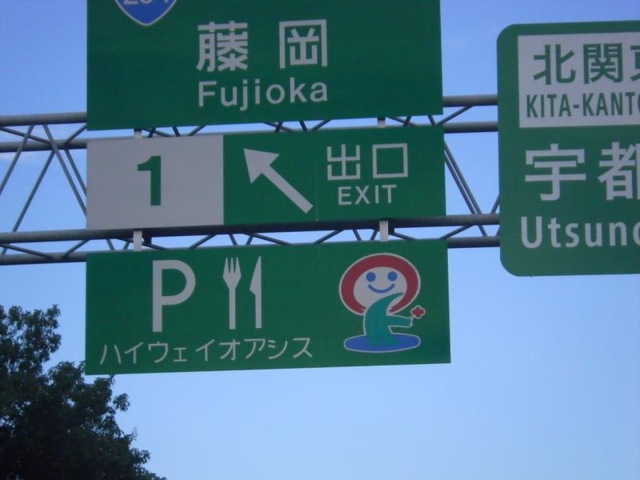 藤岡
Fujioka
1
出口
EXIT
P
ハイウェイオアシス
北関
KITA-KANTO
宇都
Utsuno